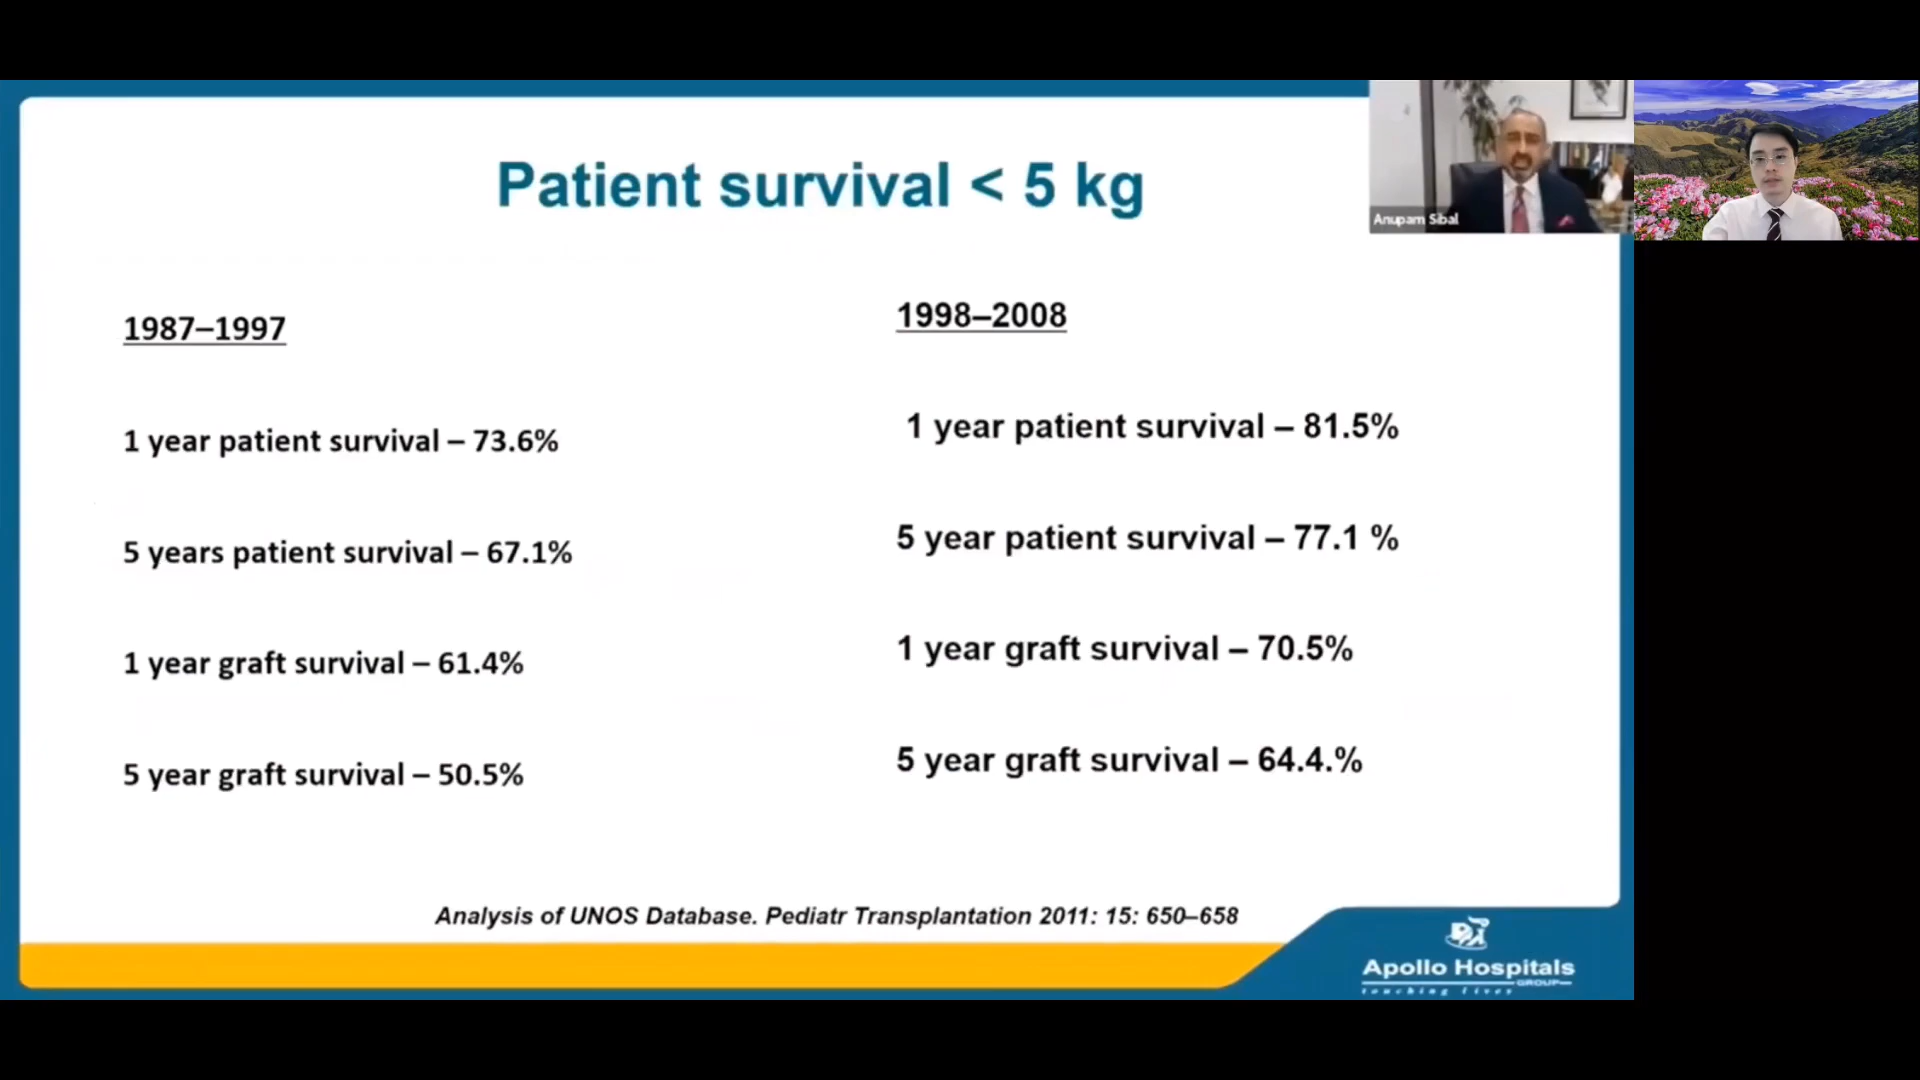 Patient survival < 5 kg
Anupam Sibal
1987–1997
1 year patient survival – 73.6%
5 years patient survival – 67.1%
1 year graft survival – 61.4%
5 year graft survival – 50.5%
1998–2008
1 year patient survival – 81.5%
5 year patient survival – 77.1 %
1 year graft survival – 70.5%
5 year graft survival – 64.4.%
Analysis of UNOS Database. Pediatr Transplantation 2011: 15: 650–658
Apollo Hospitals
GROUP
touching lives